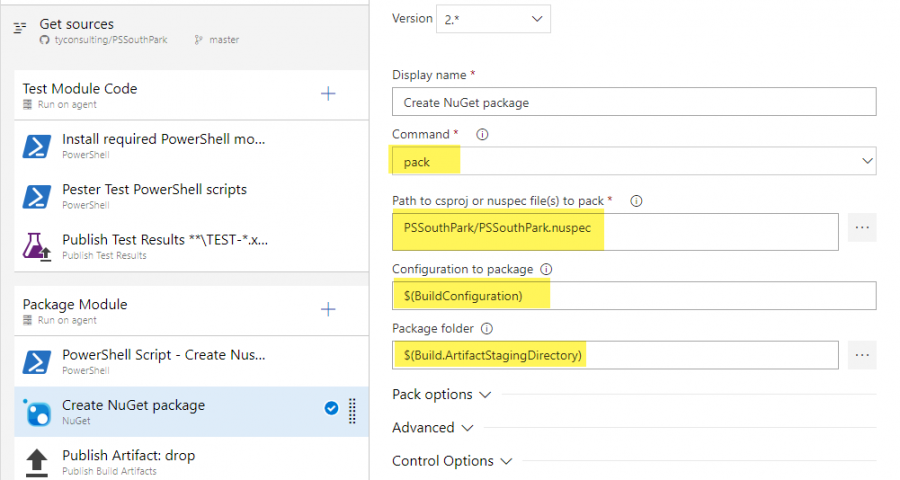 Get sources
tyconsulting/PSSouthPark master
Test Module Code
Run on agent
Install required PowerShell mo...
PowerShell
Pester Test PowerShell scripts
PowerShell
Publish Test Results **\TEST-*.x...
Publish Test Results
Package Module
Run on agent
PowerShell Script - Create Nus...
PowerShell
Create NuGet package
NuGet
Publish Artifact: drop
Publish Build Artifacts
Version 2.*
Display name *
Create NuGet package
Command *
pack
Path to csproj or nuspec file(s) to pack *
PSSouthPark/PSSouthPark.nuspec
Configuration to package
$(BuildConfiguration)
Package folder
$(Build.ArtifactStagingDirectory)
Pack options
Advanced
Control Options